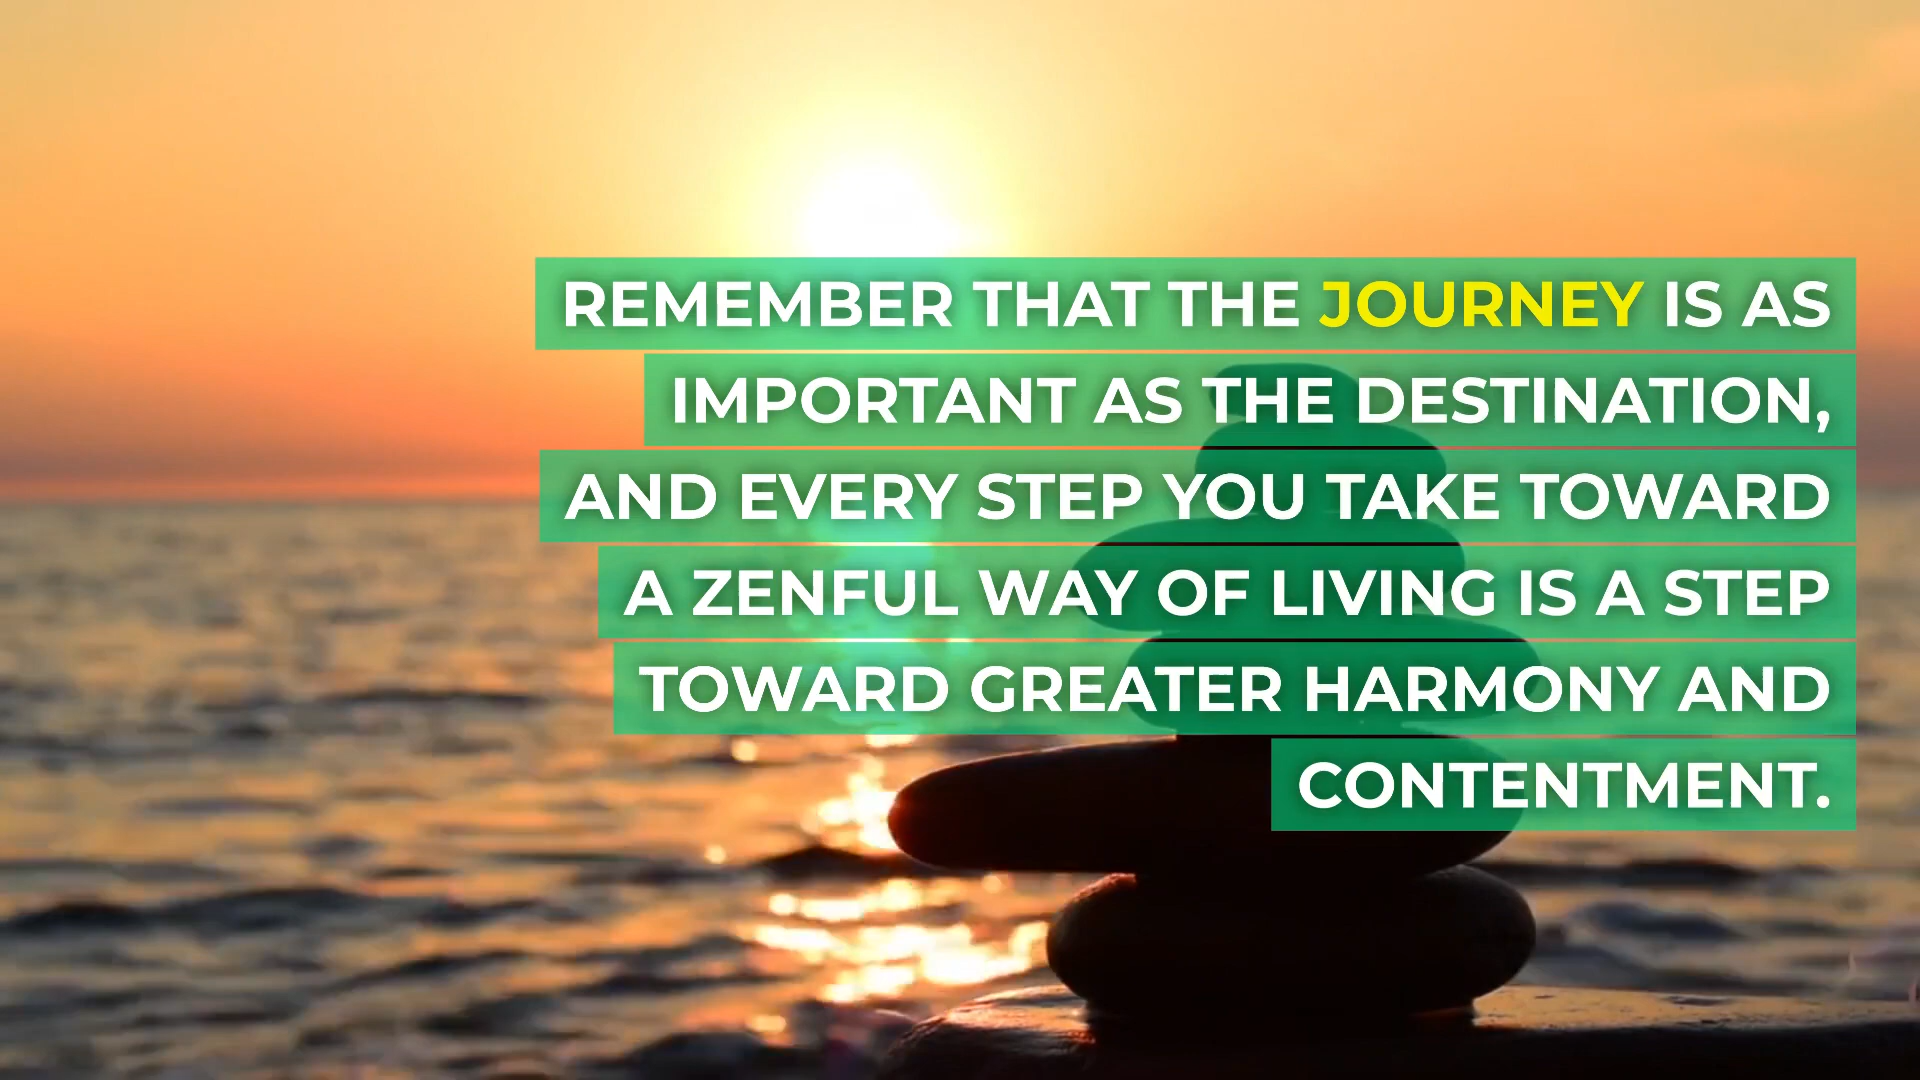 REMEMBER THAT THE JOURNEY IS AS
IMPORTANT AS THE DESTINATION,
AND EVERY STEP YOU TAKE TOWARD
A ZENFUL WAY OF LIVING IS A STEP
TOWARD GREATER HARMONY AND
CONTENTMENT.